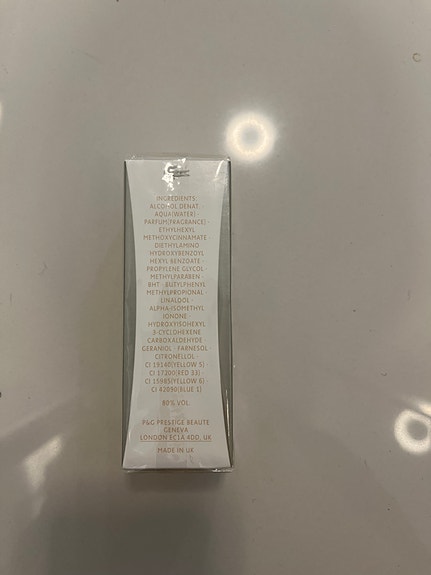 INGREDIENTS:
ALCOHOL DENAT. ·
AQUA(WATER) ·
PARFUM(FRAGRANCE) ·
ETHYLHEXYL
METHOXYCINNAMATE ·
DIETHYLAMINO
HYDROXYBENZOYL
HEXYL BENZOATE ·
PROPYLENE GLYCOL ·
METHYLPARABEN ·
BHT · BUTYLPHENYL
METHYLPROPIONAL ·
LINALOOL ·
ALPHA-ISOMETHYL
IONONE ·
HYDROXYISOHEXYL
3-CYCLOHEXENE
CARBOXALDEHYDE ·
GERANIOL · FARNESOL ·
CITRONELLOL ·
CI 19140(YELLOW 5) ·
CI 17200(RED 33) ·
CI 15985(YELLOW 6) ·
CI 42090(BLUE 1)
80% VOL.
P&G PRESTIGE BEAUTE
GENEVA
LONDON EC1A 4DD, UK
MADE IN UK